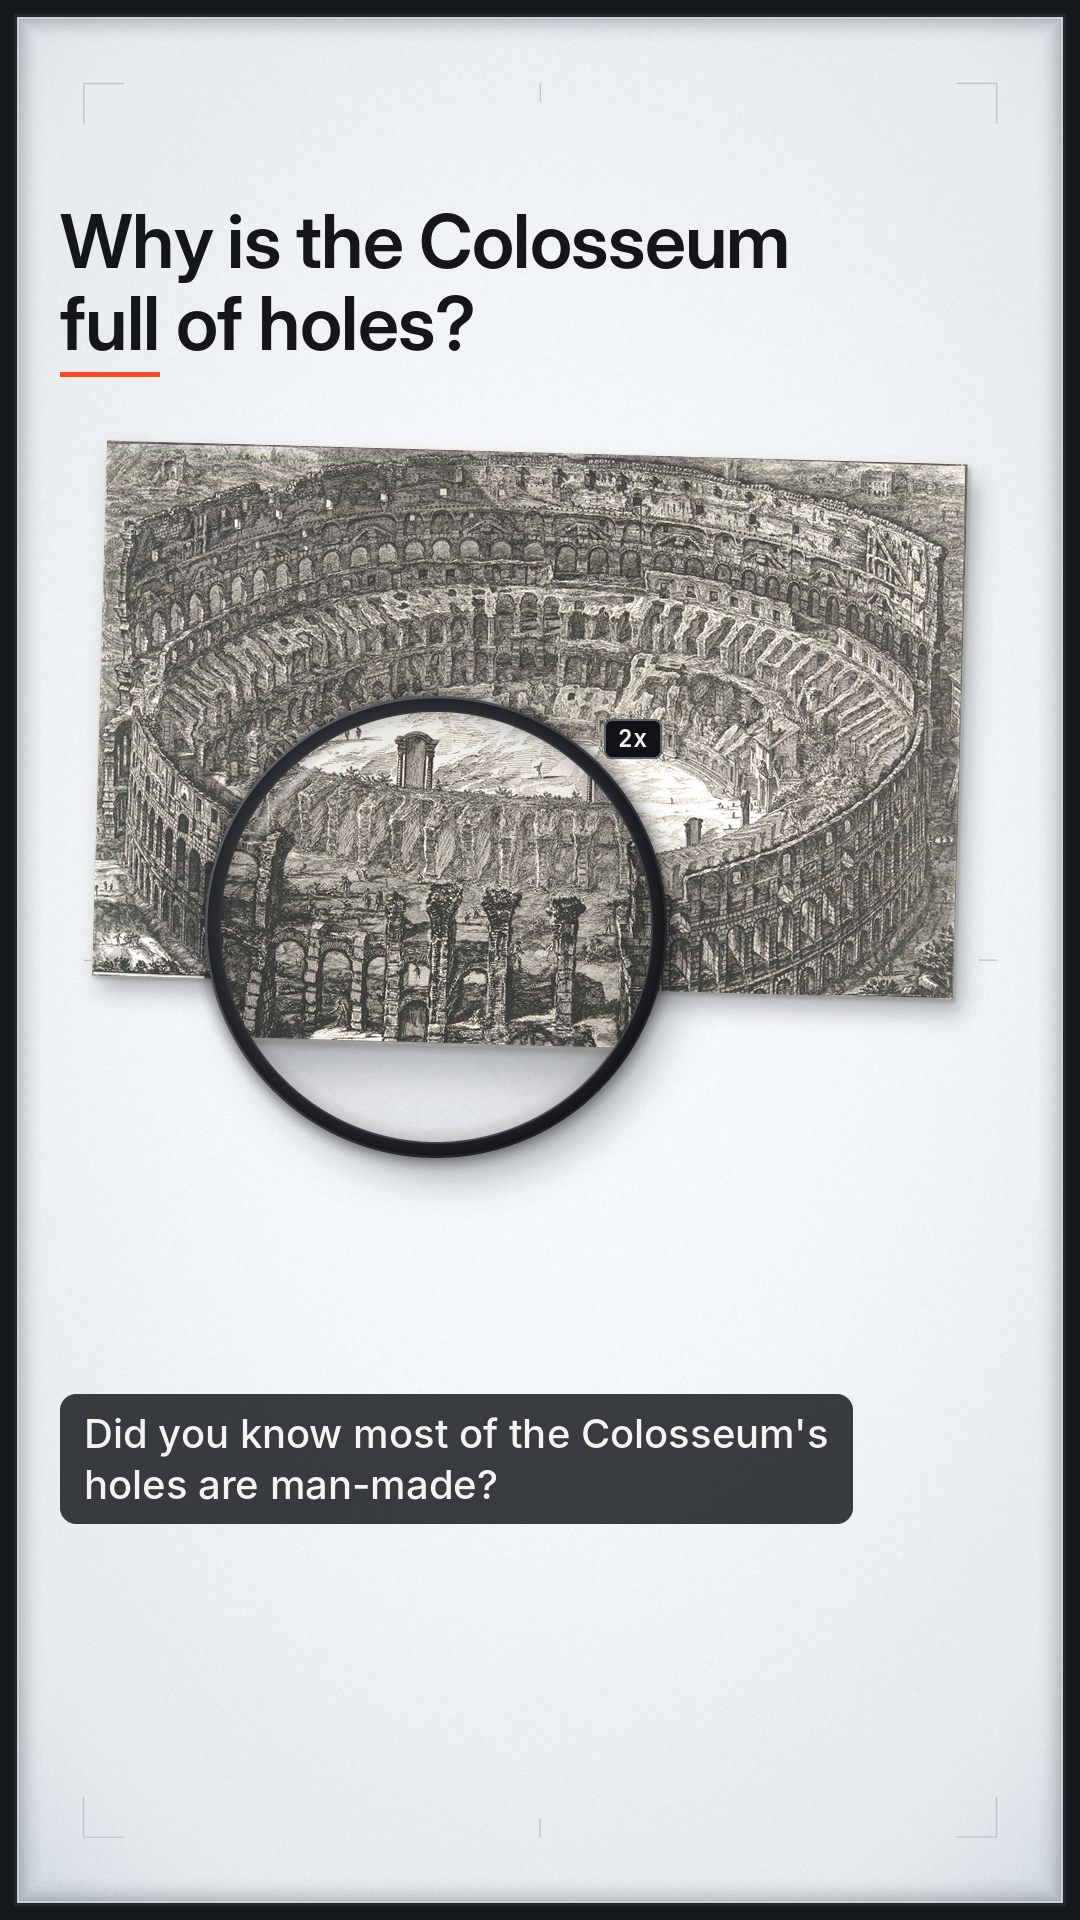 Why is the Colosseum
full of holes?
2x
Did you know most of the Colosseum's
holes are man-made?